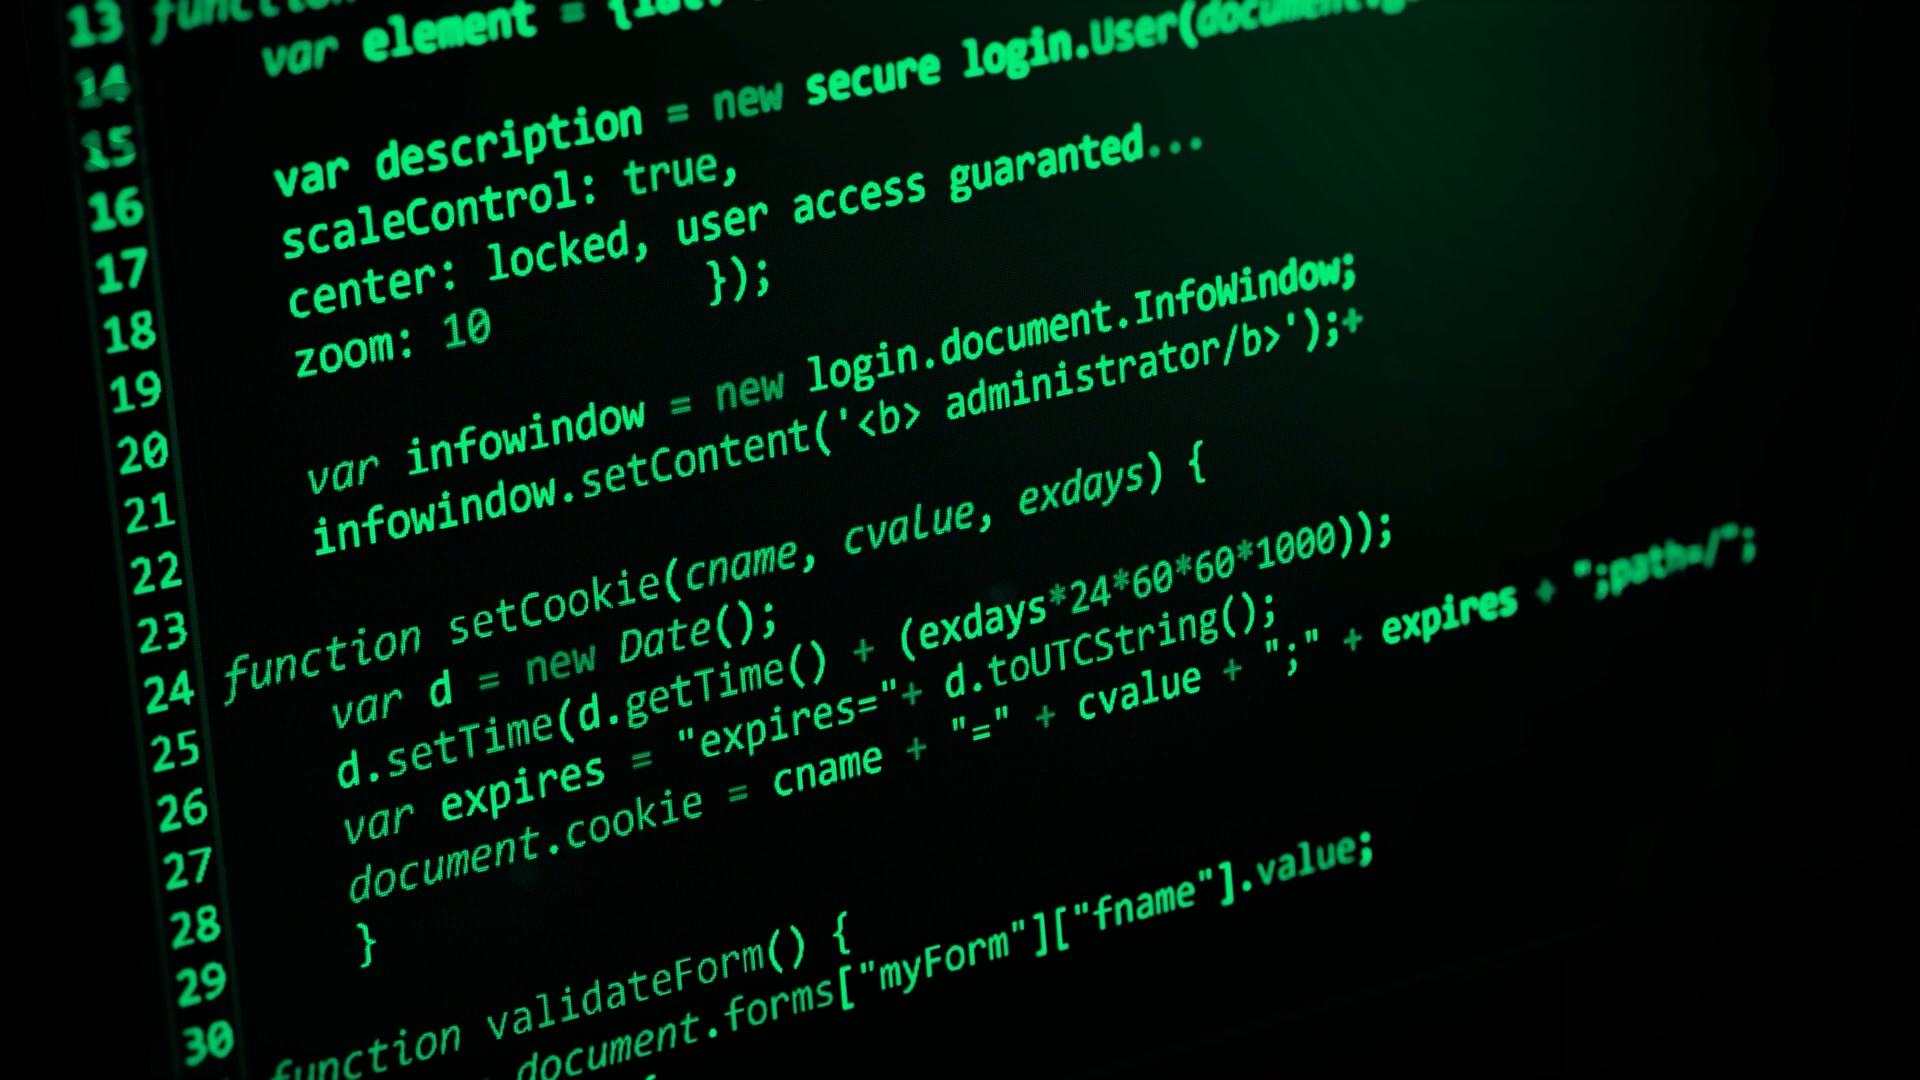 13 function
14 var element = {lat:
15
16 var description = new secure login.User(document.g
17 scaleControl: true,
18 center: locked, user access guaranted...
19 zoom: 10 });
20
21 var infowindow = new login.document.InfoWindow;
22 infowindow.setContent('<b> administrator/b>');+
23
24 function setCookie(cname, cvalue, exdays) {
25 var d = new Date();
26 d.setTime(d.getTime() + (exdays*24*60*60*1000));
27 var expires = "expires="+ d.toUTCString();
28 document.cookie = cname + "=" + cvalue + ";" + expires + ";path=/";
29 }
30
function validateForm() {
document.forms["myForm"]["fname"].value;